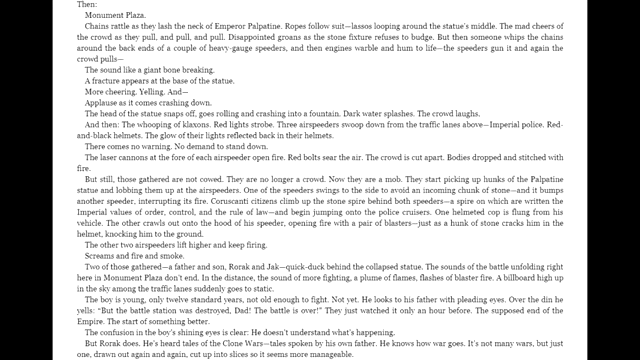 Then:
Monument Plaza.
Chains rattle as they lash the neck of Emperor Palpatine. Ropes follow suit—lassos looping around the statue's middle. The mad cheers of
the crowd as they pull, and pull, and pull. Disappointed groans as the stone fixture refuses to budge. But then someone whips the chains
around the back ends of a couple of heavy-gauge speeders, and then engines warble and hum to life—the speeders gun it and again the
crowd pulls—
The sound like a giant bone breaking.
A fracture appears at the base of the statue.
More cheering. Yelling. And—
Applause as it comes crashing down.
The head of the statue snaps off, goes rolling and crashing into a fountain. Dark water splashes. The crowd laughs.
And then: The whooping of klaxons. Red lights strobe. Three airspeeders swoop down from the traffic lanes above—Imperial police. Red-
and-black helmets. The glow of their lights reflected back in their helmets.
There comes no warning. No demand to stand down.
The laser cannons at the fore of each airspeeder open fire. Red bolts sear the air. The crowd is cut apart. Bodies dropped and stitched with
fire.
But still, those gathered are not cowed. They are no longer a crowd. Now they are a mob. They start picking up hunks of the Palpatine
statue and lobbing them up at the airspeeders. One of the speeders swings to the side to avoid an incoming chunk of stone—and it bumps
another speeder, interrupting its fire. Coruscanti citizens climb up the stone spire behind both speeders—a spire on which are written the
Imperial values of order, control, and the rule of law—and begin jumping onto the police cruisers. One helmeted cop is flung from his
vehicle. The other crawls out onto the hood of his speeder, opening fire with a pair of blasters—just as a hunk of stone cracks him in the
helmet, knocking him to the ground.
The other two airspeeders lift higher and keep firing.
Screams and fire and smoke.
Two of those gathered—a father and son, Rorak and Jak—quick-duck behind the collapsed statue. The sounds of the battle unfolding right
here in Monument Plaza don't end. In the distance, the sound of more fighting, a plume of flames, flashes of blaster fire. A billboard high up
in the sky among the traffic lanes suddenly goes to static.
The boy is young, only twelve standard years, not old enough to fight. Not yet. He looks to his father with pleading eyes. Over the din he
yells: "But the battle station was destroyed, Dad! The battle is over!" They just watched it only an hour before. The supposed end of the
Empire. The start of something better.
The confusion in the boy's shining eyes is clear: He doesn't understand what's happening.
But Rorak does. He's heard tales of the Clone Wars—tales spoken by his own father. He knows how war goes. It's not many wars, but just
one, drawn out again and again, cut up into slices so it seems more manageable.